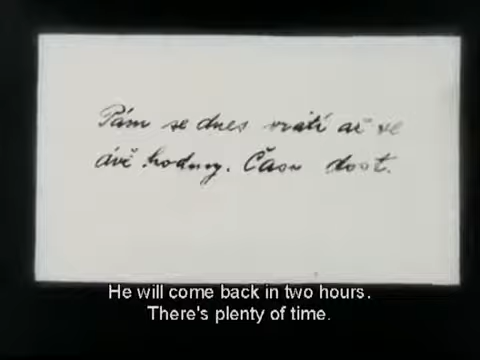 Pán se dnes vrátí až ve
dvě hodiny. Času dost.
He will come back in two hours.
There's plenty of time.